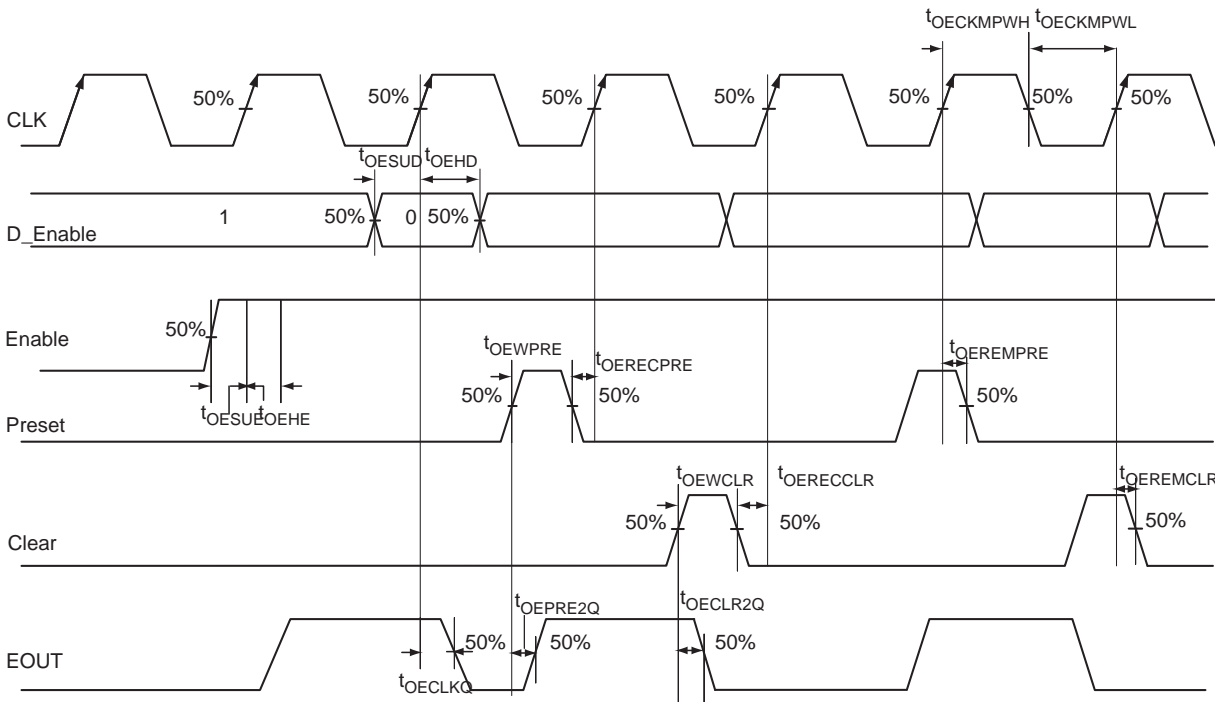 tOECKMPWH tOECKMPWL
CLK 50% 50% 50% 50% 50% 50% 50%
tOESUD tOEHD
D_Enable 1 50% 0 50%
Enable 50%
tOESUE tOEHE
tOEWPRE tOERECPRE tOEREMPRE
Preset 50% 50% 50%
tOEWCLR tOERECCLR tOEREMCLR
Clear 50% 50% 50%
tOEPRE2Q tOECLR2Q
EOUT 50% 50% 50%
tOECLKQ